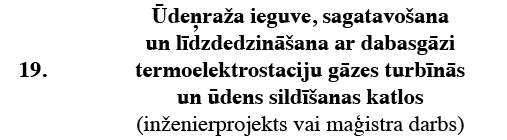 Ūdeņraža ieguve, sagatavošana
un līdzdedzināšana ar dabasgāzi
19. termoelektrostaciju gāzes turbīnās
un ūdens sildīšanas katlos
(inženierprojekts vai maģistra darbs)